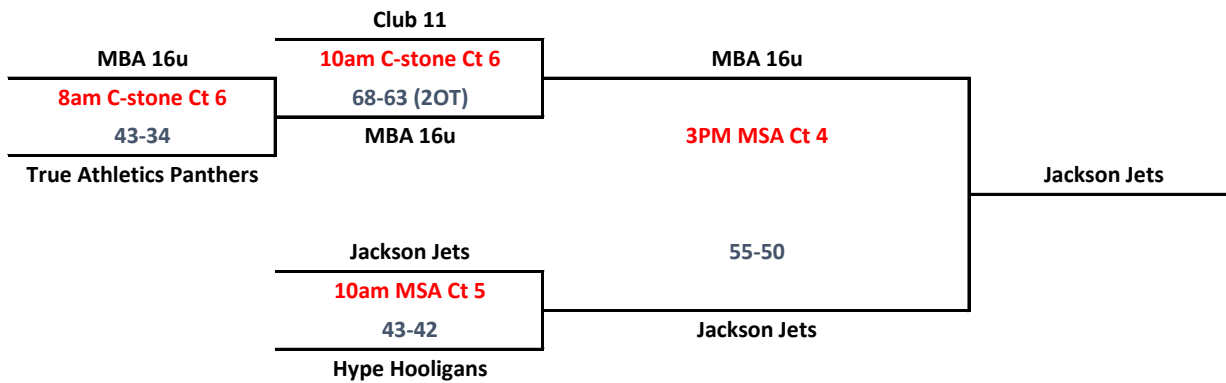 Club 11
MBA 16u
10am C-stone Ct 6
MBA 16u
8am C-stone Ct 6
68-63 (2OT)
43-34
MBA 16u
3PM MSA Ct 4
True Athletics Panthers
Jackson Jets
Jackson Jets
55-50
10am MSA Ct 5
43-42
Jackson Jets
Hype Hooligans